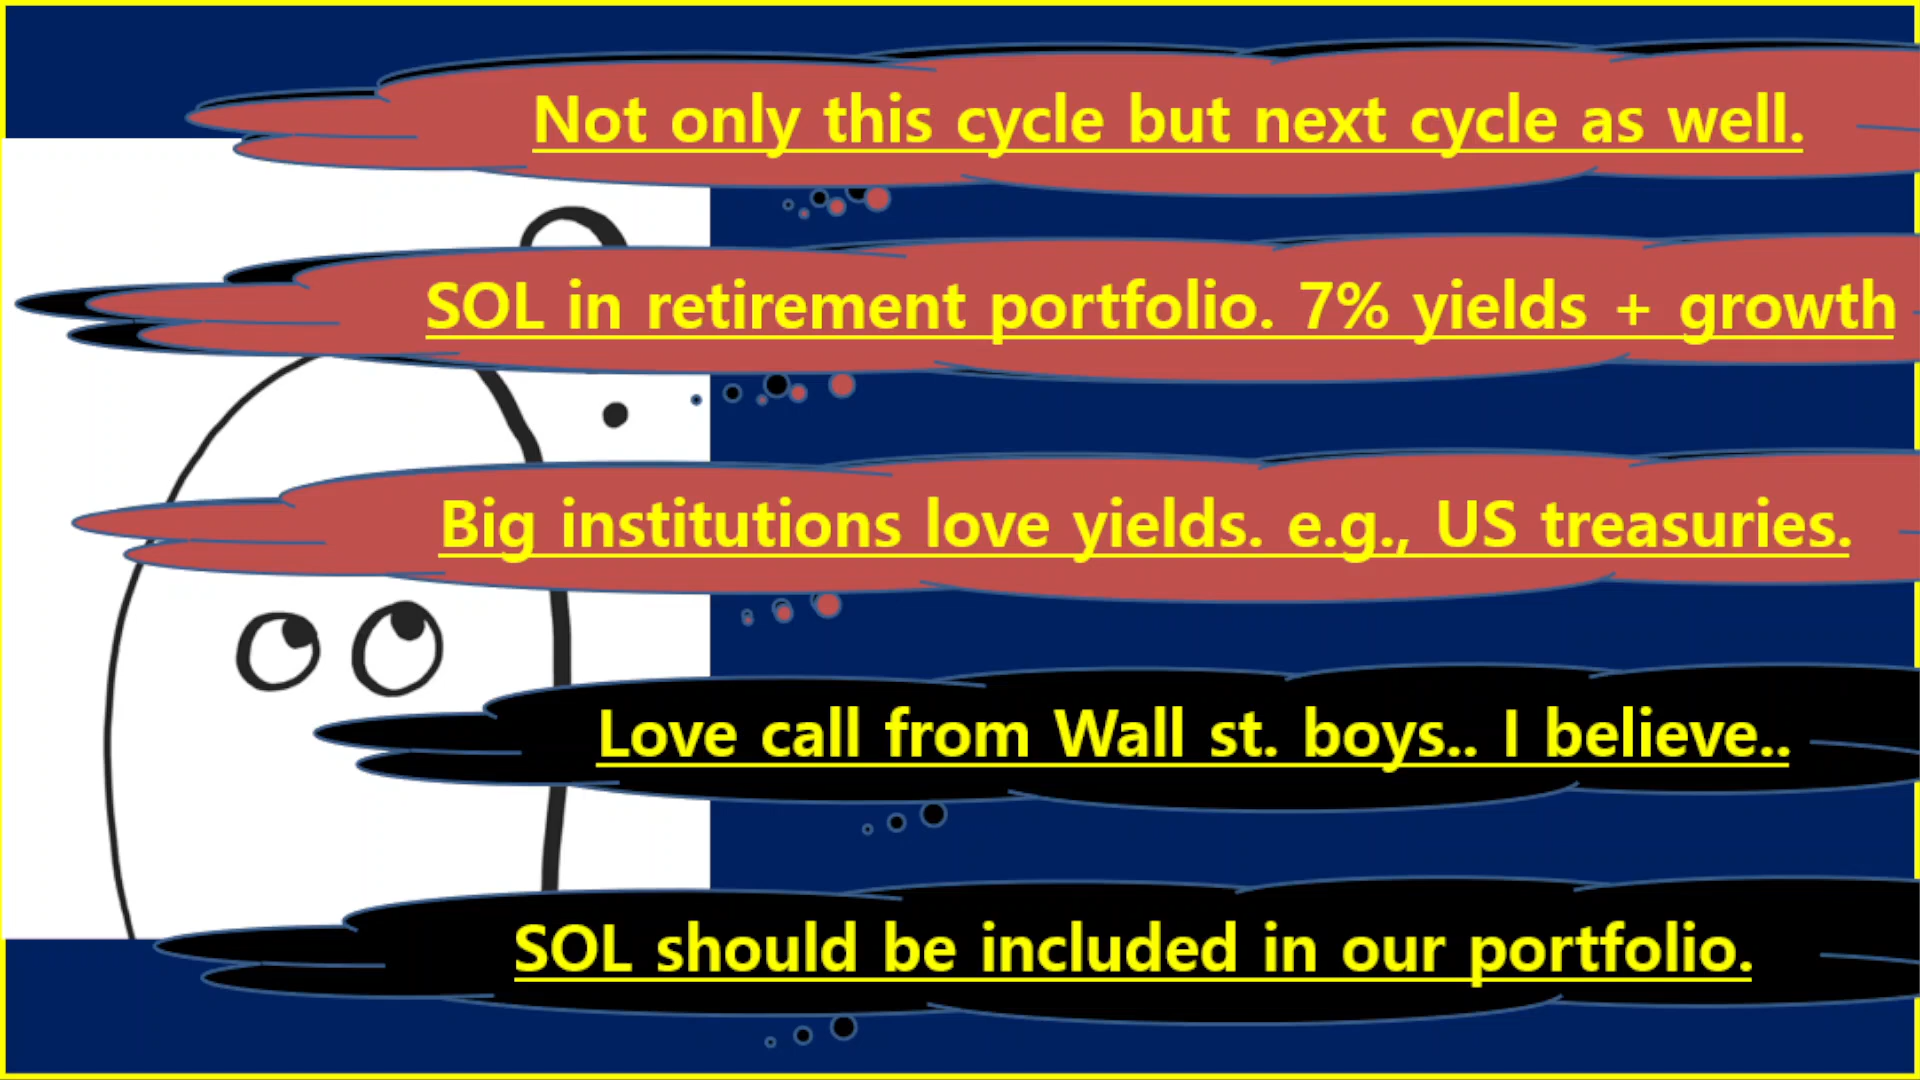 Not only this cycle but next cycle as well.
SOL in retirement portfolio. 7% yields + growth
Big institutions love yields. e.g., US treasuries.
Love call from Wall st. boys.. I believe..
SOL should be included in our portfolio.